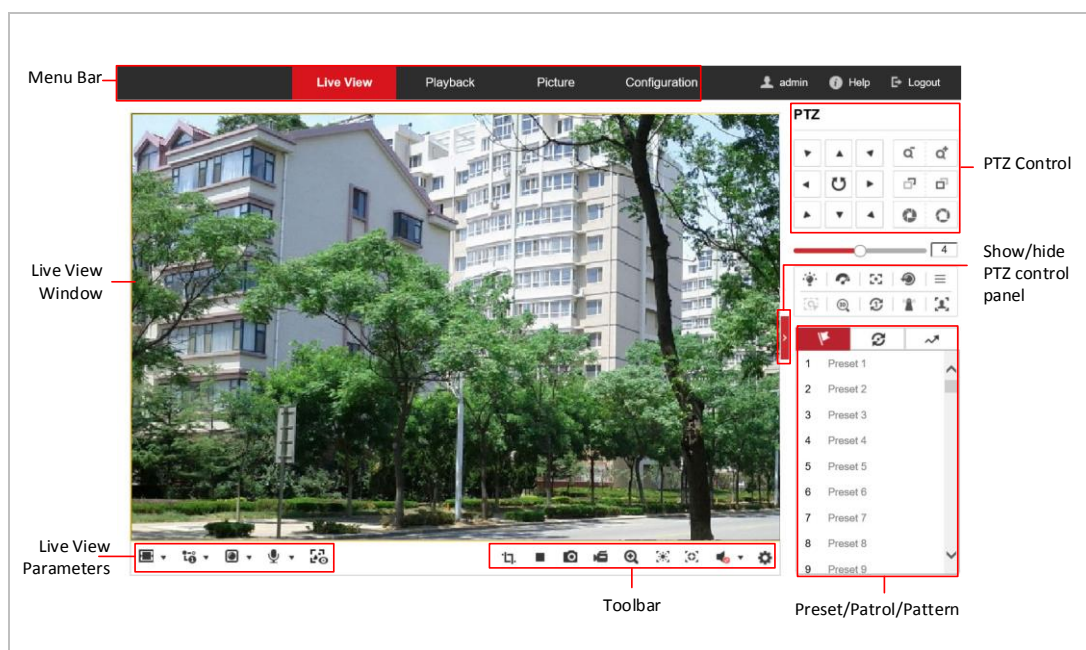 Menu Bar
Live View Playback Picture Configuration admin Help Logout
PTZ
PTZ Control
4
Show/hide
PTZ control
panel
Live View
Window
3D
1 Preset 1
2 Preset 2
3 Preset 3
4 Preset 4
5 Preset 5
6 Preset 6
7 Preset 7
8 Preset 8
9 Preset 9
Live View
Parameters
Toolbar
Preset/Patrol/Pattern